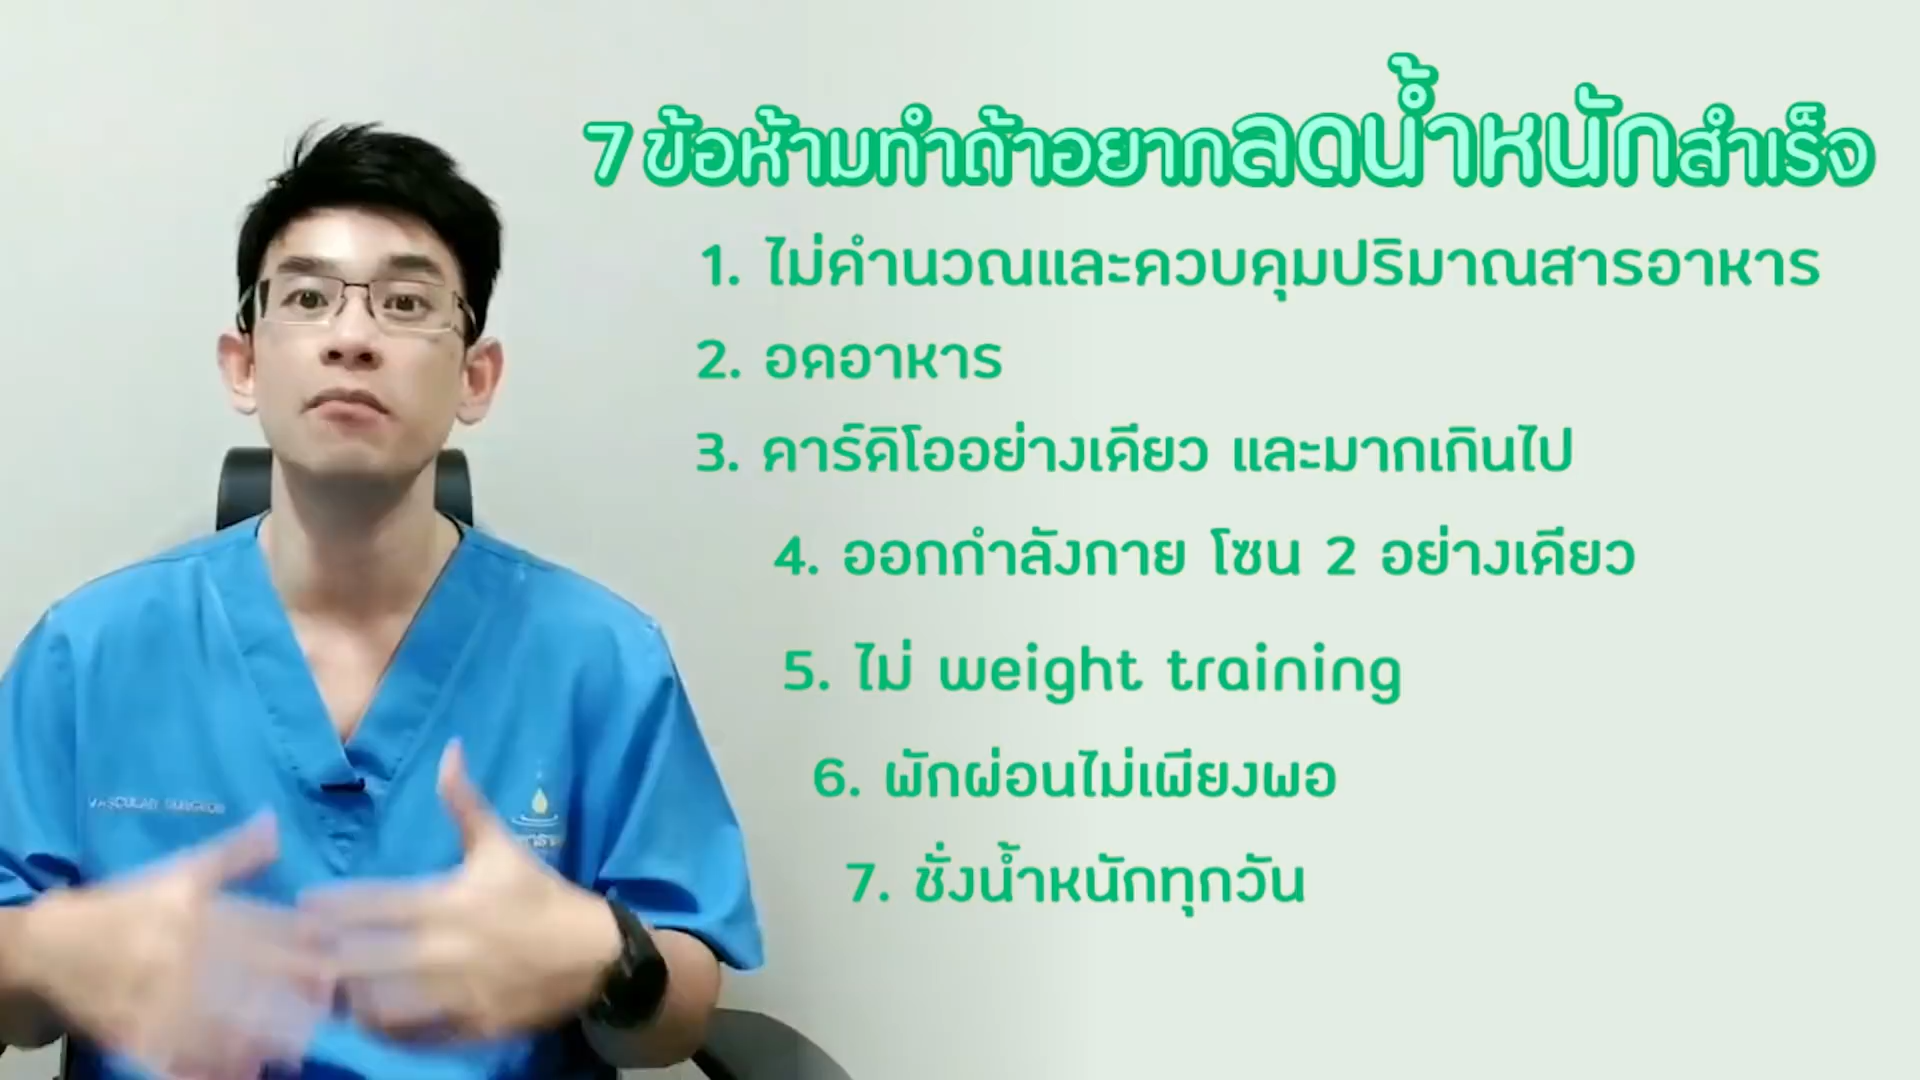 7 ข้อห้ามทำถ้าอยากลดน้ำหนักสำเร็จ
1. ไม่คำนวณและควบคุมปริมาณสารอาหาร
2. อดอาหาร
3. คาร์ดิโออย่างเดียว และมากเกินไป
4. ออกกำลังกาย โซน 2 อย่างเดียว
5. ไม่ weight training
6. พักผ่อนไม่เพียงพอ
7. ชั่งน้ำหนักทุกวัน
VASCULAR SURGEON